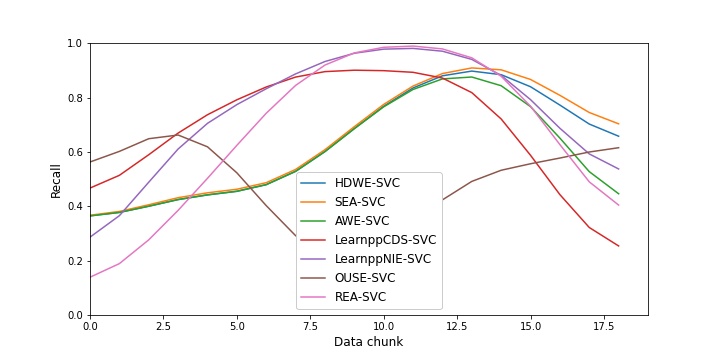 1.0
0.8
0.6
0.4
0.2
0.0
Recall
0.0 2.5 5.0 7.5 10.0 12.5 15.0 17.5
Data chunk
HDWE-SVC
SEA-SVC
AWE-SVC
LearnppCDS-SVC
LearnppNIE-SVC
OUSE-SVC
REA-SVC